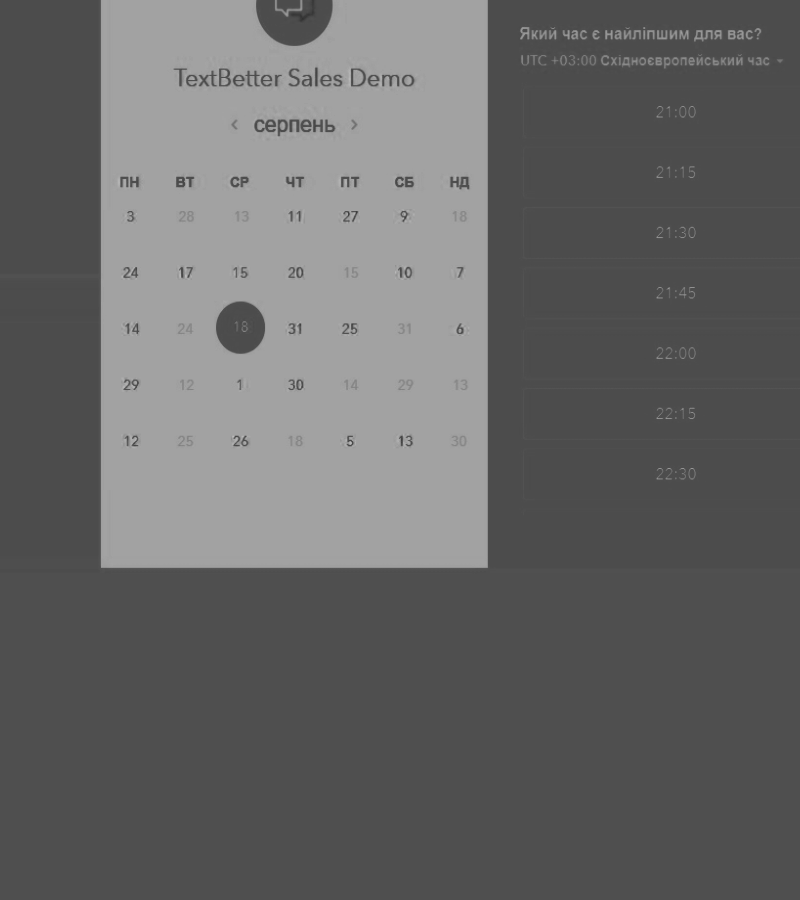 TextBetter Sales Demo
‹ серпень ›
ПН ВТ СР ЧТ ПТ СБ НД
3 28 13 11 27 9 18
24 17 15 20 15 10 7
14 24 18 31 25 31 6
29 12 1 30 14 29 13
12 25 26 18 5 13 30
Який час є найліпшим для вас?
UTC +03:00 Східноєвропейський час
21:00
21:15
21:30
21:45
22:00
22:15
22:30